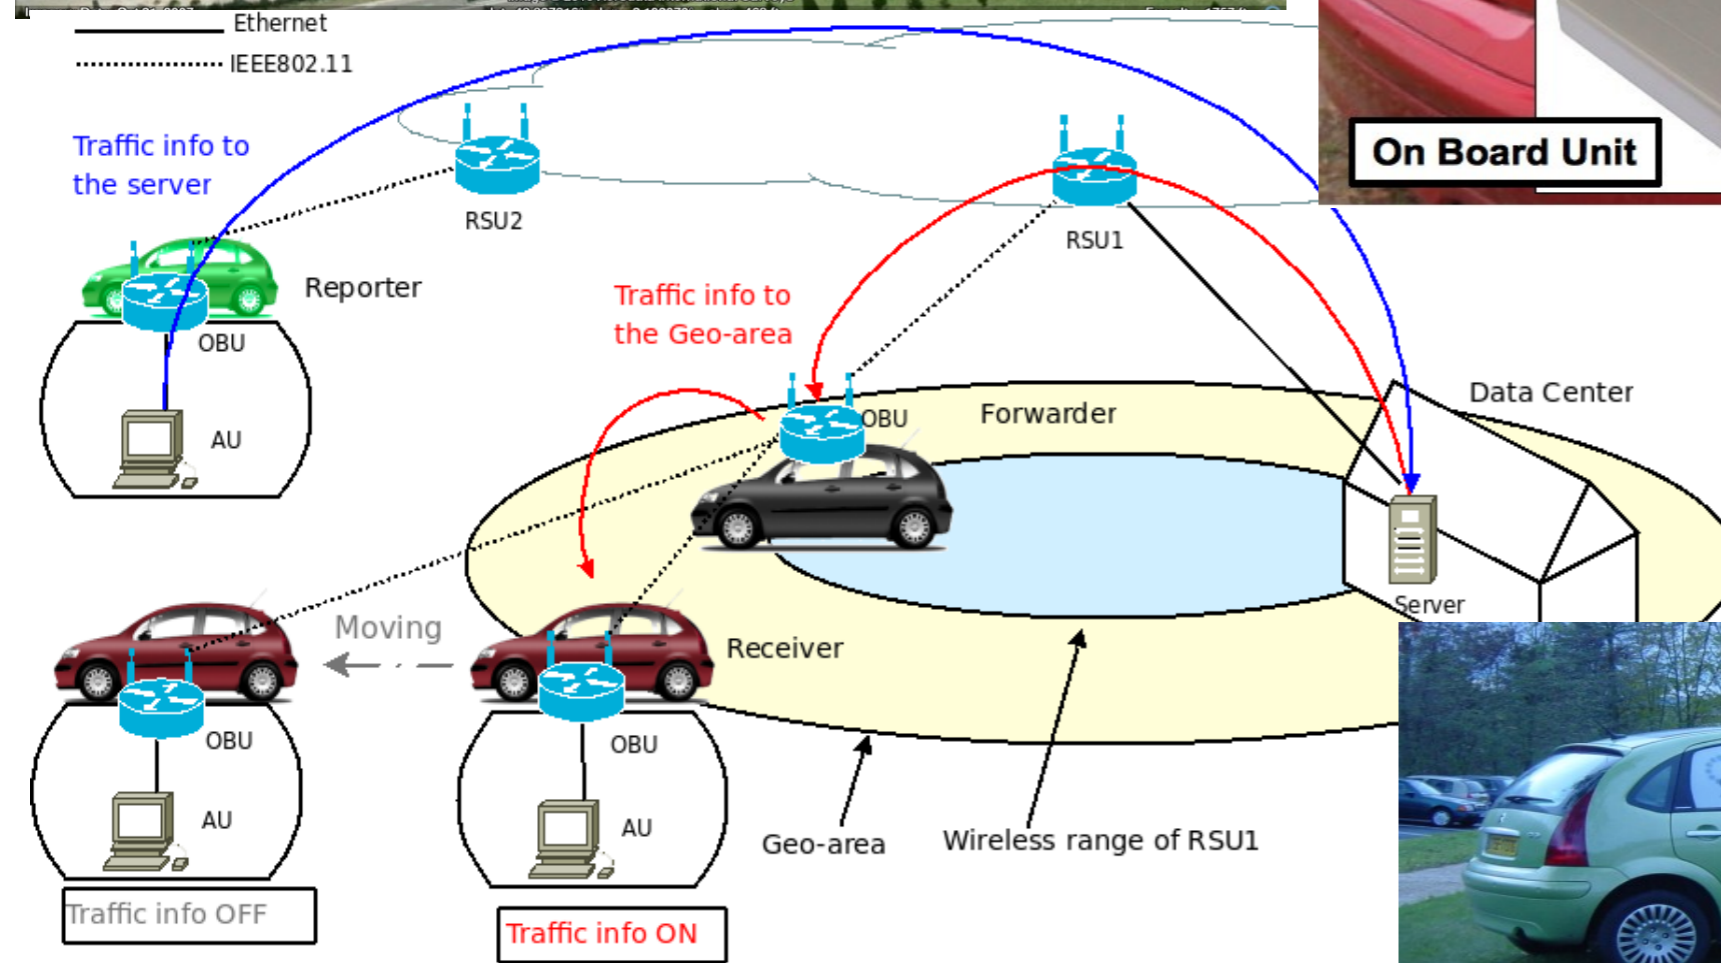 Ethernet
IEEE802.11
Traffic info to
the server
On Board Unit
RSU2
RSU1
Reporter
Traffic info to
the Geo-area
OBU
Data Center
Forwarder
OBU
AU
Server
Moving
Receiver
OBU
OBU
AU
AU
Geo-area
Wireless range of RSU1
Traffic info OFF
Traffic info ON